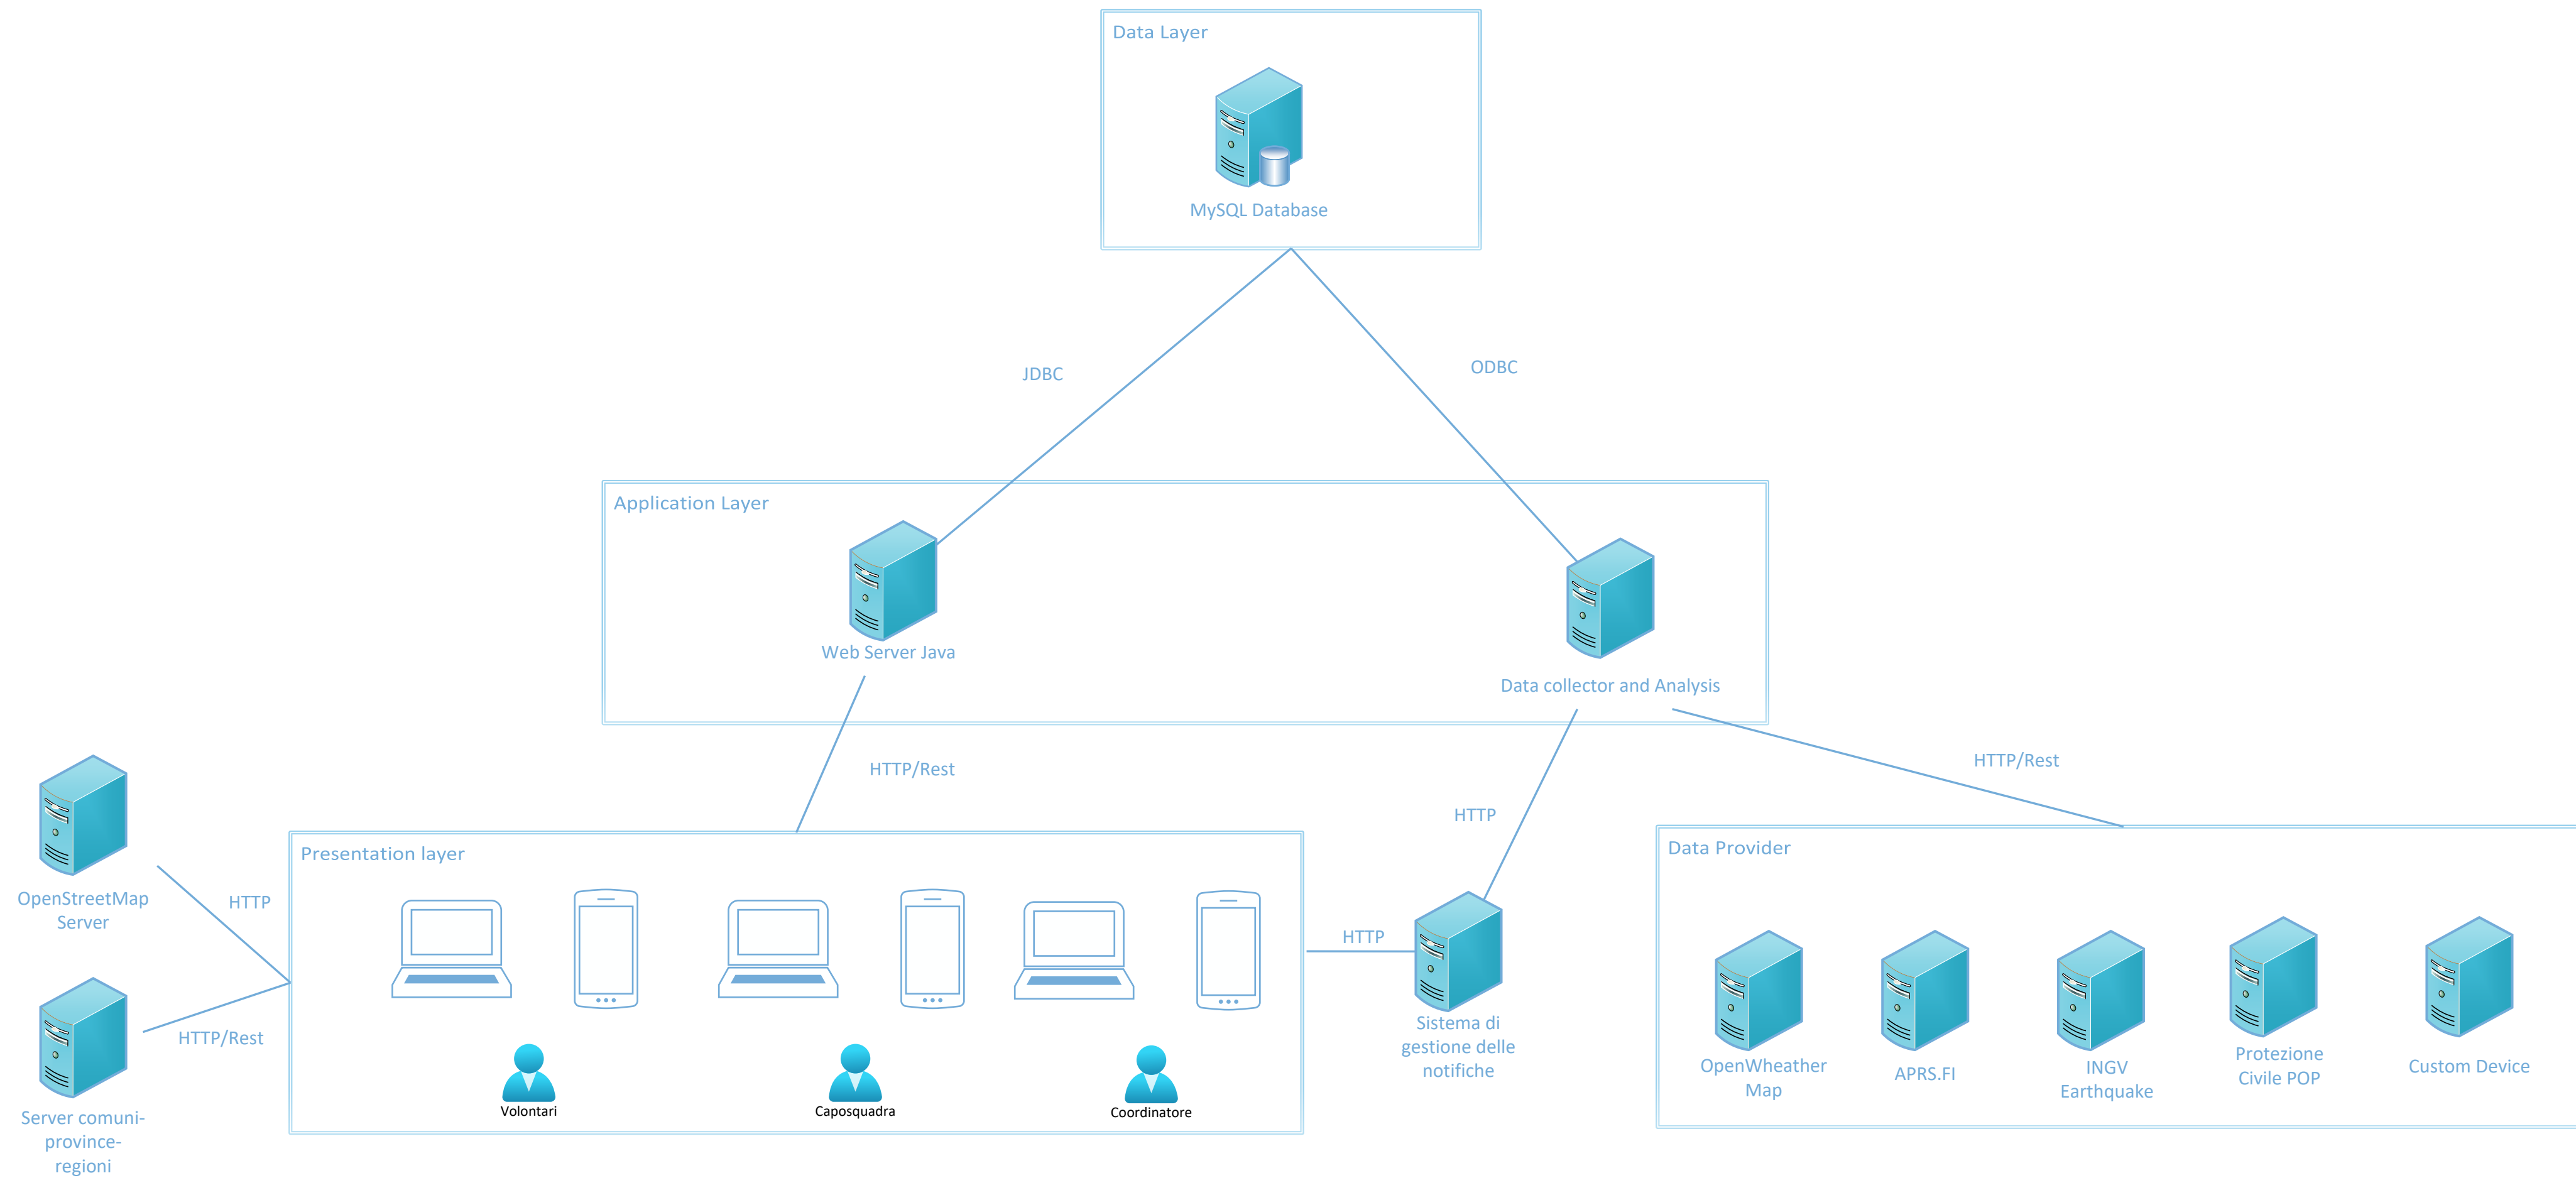 Data Layer
MySQL Database
JDBC
ODBC
Application Layer
Web Server Java
Data collector and Analysis
HTTP/Rest
HTTP/Rest
HTTP
OpenStreetMap
Server
HTTP
HTTP/Rest
Server comuni-
province-
regioni
Presentation layer
Volontari
Caposquadra
Coordinatore
HTTP
Sistema di
gestione delle
notifiche
Data Provider
OpenWheather
Map
APRS.FI
INGV
Earthquake
Protezione
Civile POP
Custom Device